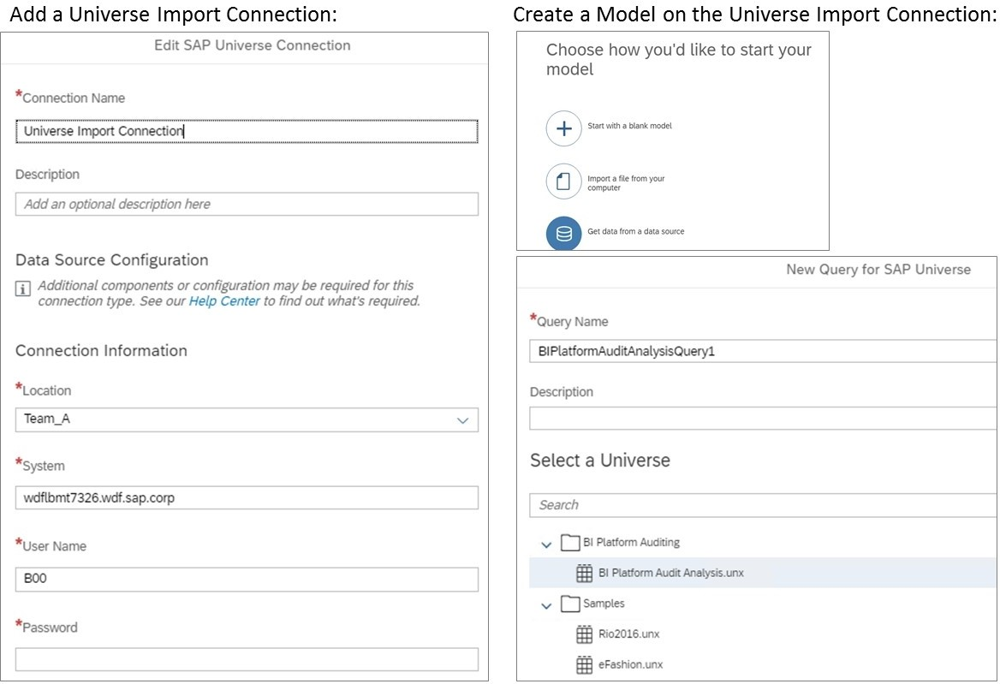 Add a Universe Import Connection:
Edit SAP Universe Connection
*Connection Name
Universe Import Connection
Description
Add an optional description here
Data Source Configuration
Additional components or configuration may be required for this
connection type. See our Help Center to find out what's required.
Connection Information
*Location
Team_A
*System
wdflbmt7326.wdf.sap.corp
*User Name
B00
*Password
Create a Model on the Universe Import Connection:
Choose how you'd like to start your
model
Start with a blank model
Import a file from your
computer
Get data from a data source
New Query for SAP Universe
*Query Name
BIPlatformAuditAnalysisQuery1
Description
Select a Universe
Search
BI Platform Auditing
BI Platform Audit Analysis.unx
Samples
Rio2016.unx
eFashion.unx